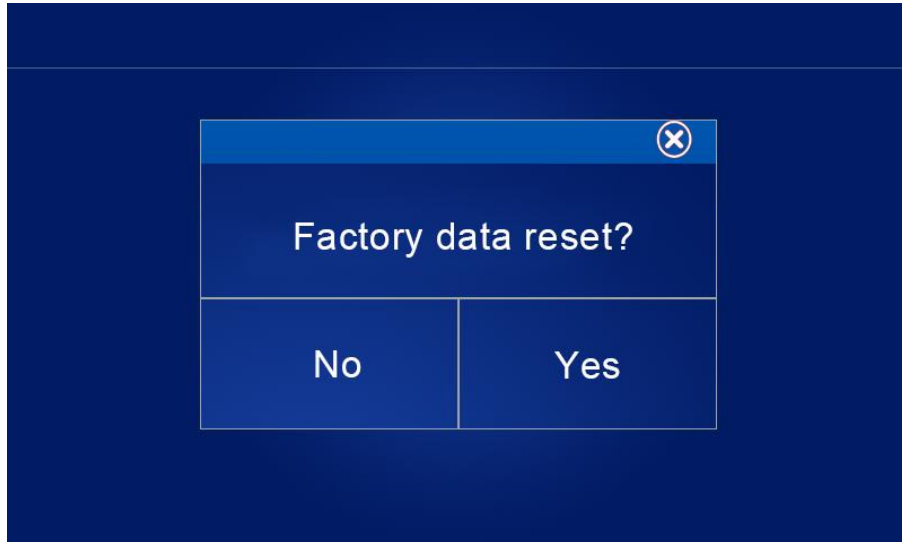 Factory data reset?
No
Yes